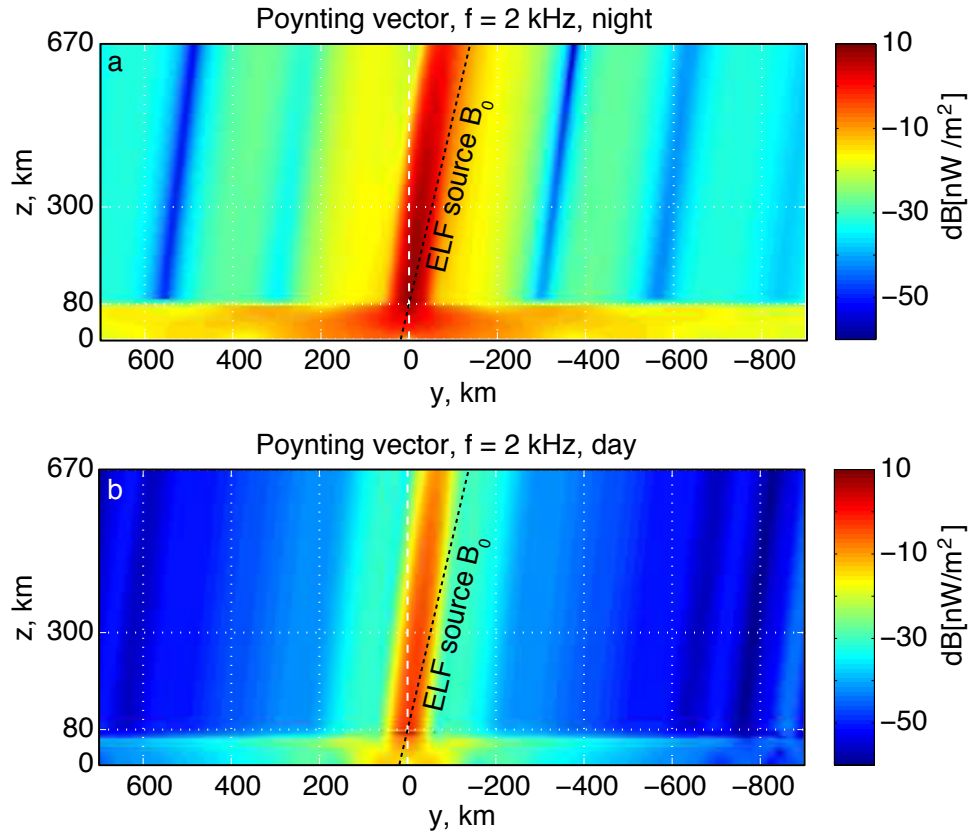 Poynting vector, f = 2 kHz, night
a
670
300
80
0
z, km
ELF source B₀
600 400 200 0 −200 −400 −600 −800
y, km
10
−10
−30
−50
dB[nW /m²]
Poynting vector, f = 2 kHz, day
b
670
300
80
0
z, km
ELF source B₀
600 400 200 0 −200 −400 −600 −800
y, km
10
−10
−30
−50
dB[nW/m²]